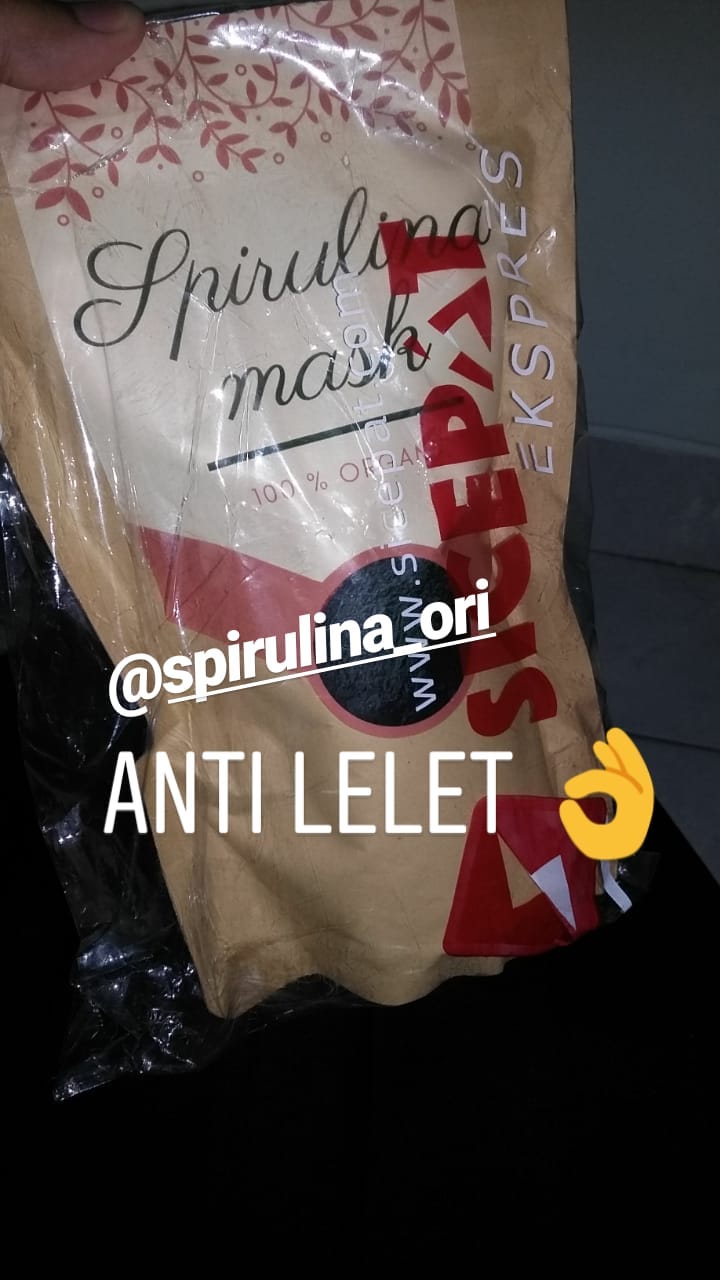 Spirulina
mask
100 % ORGAN
www.sicepat.com
SICEPAT
EKSPRES
@spirulina_ori
ANTI LELET 👌